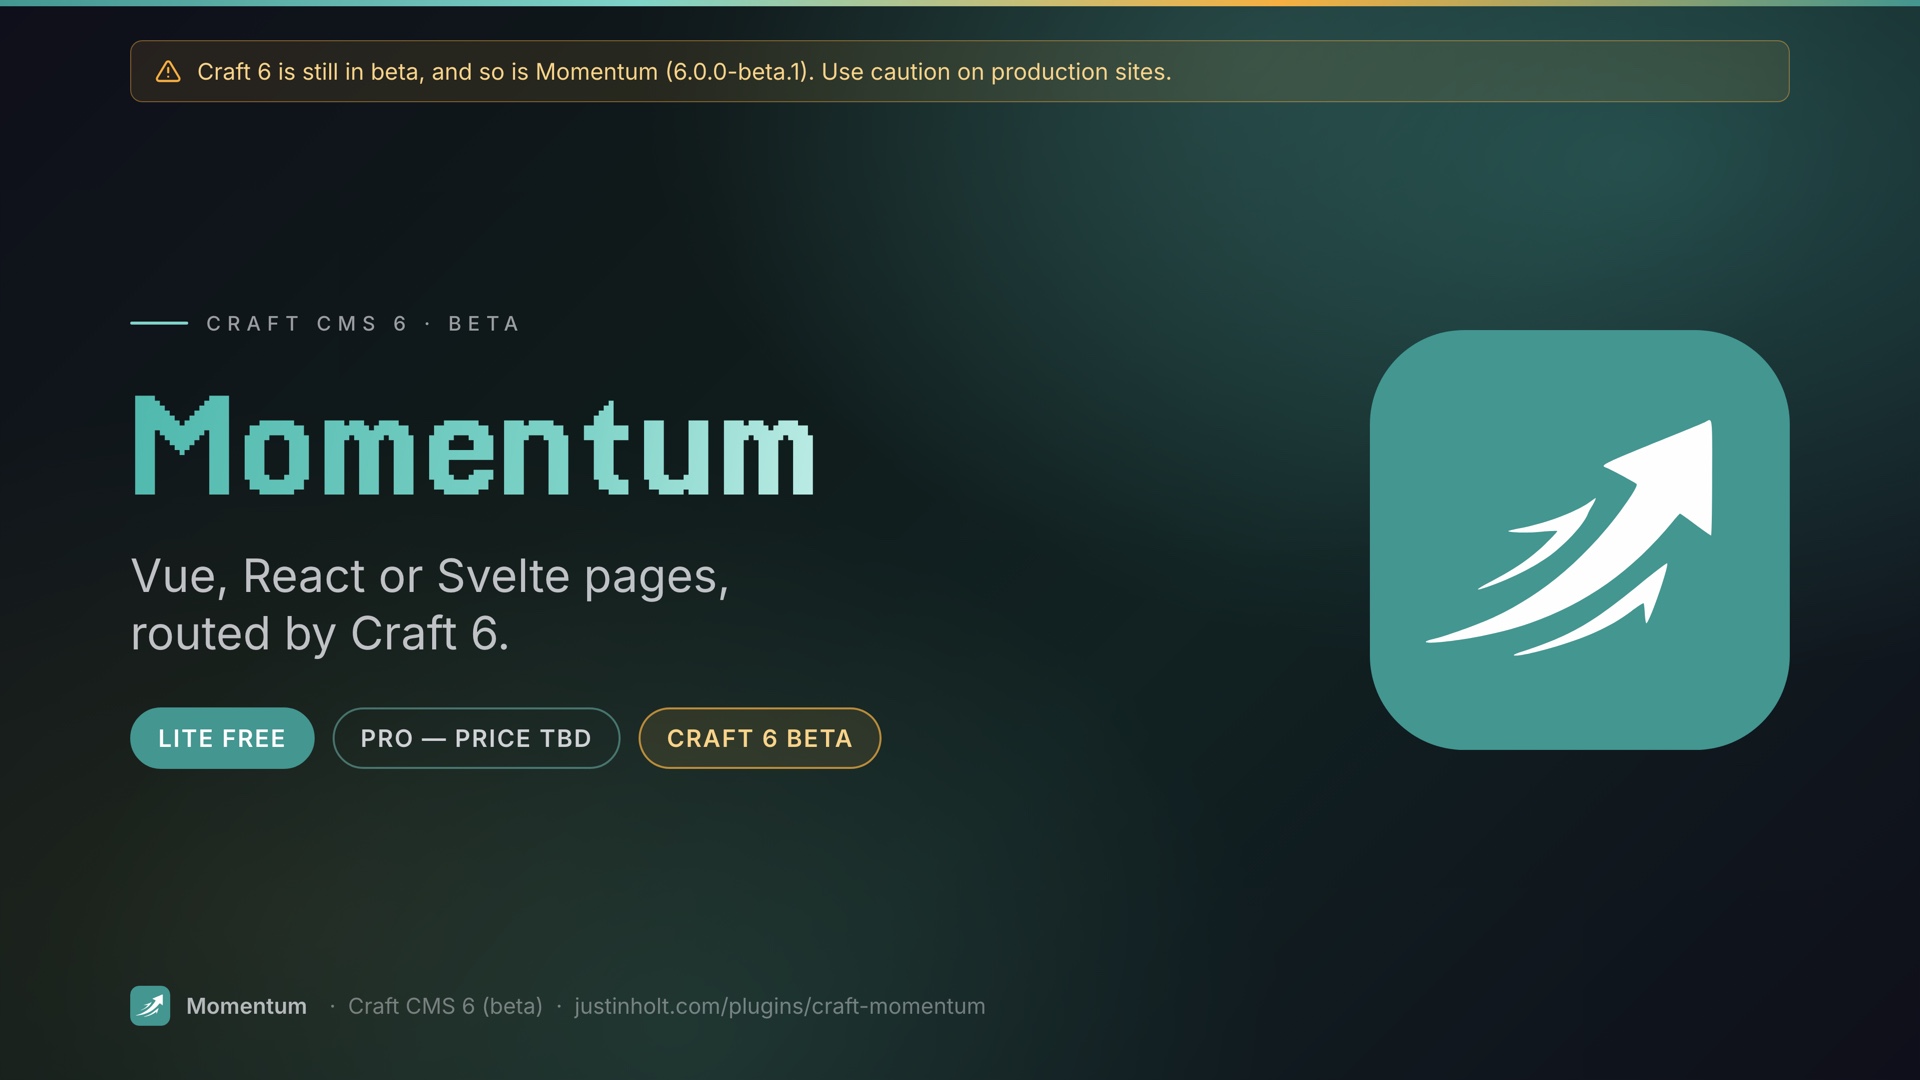 Craft 6 is still in beta, and so is Momentum (6.0.0-beta.1). Use caution on production sites.
CRAFT CMS 6 · BETA
Momentum
Vue, React or Svelte pages,
routed by Craft 6.
LITE FREE
PRO — PRICE TBD
CRAFT 6 BETA
Momentum · Craft CMS 6 (beta) · justinholt.com/plugins/craft-momentum